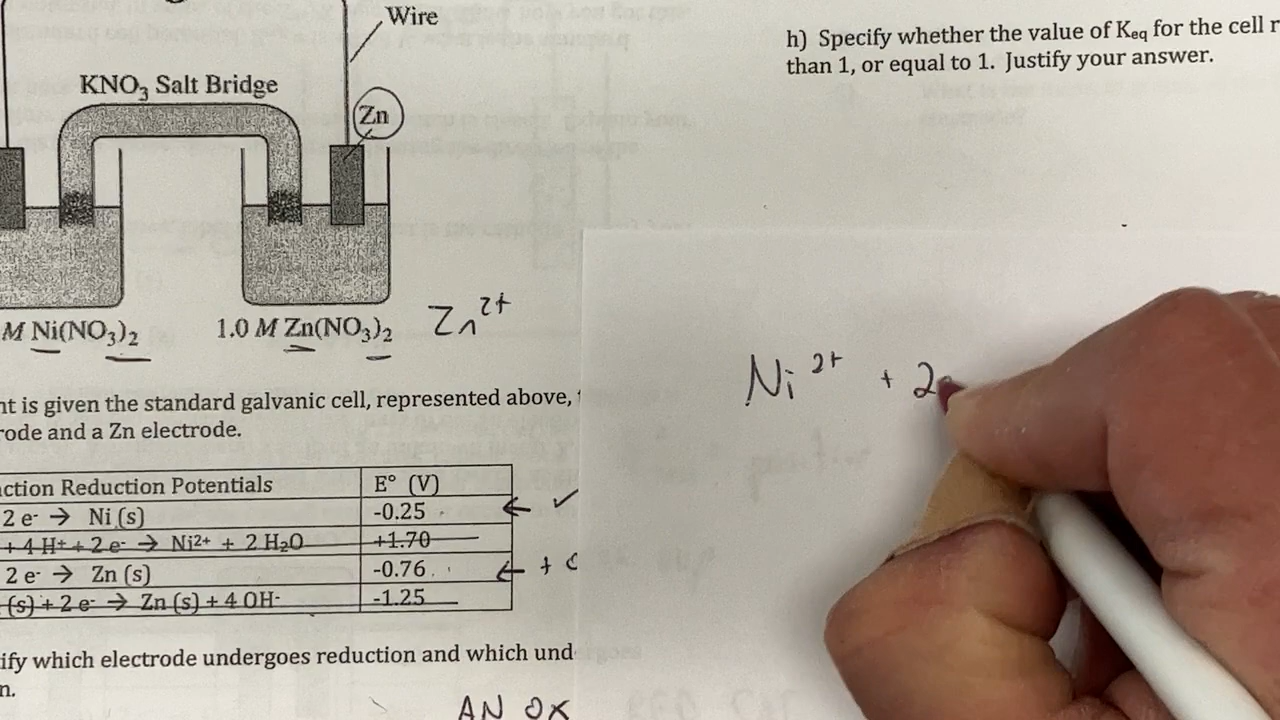 Wire
KNO₃ Salt Bridge
Zn
M Ni(NO₃)₂
1.0 M Zn(NO₃)₂
Zn²⁺
nt is given the standard galvanic cell, represented above,
rode and a Zn electrode.
ction Reduction Potentials E° (V)
2 e⁻ → Ni (s) -0.25 ← ✓
+ 4 H⁺ + 2 e⁻ → Ni²⁺ + 2 H₂O +1.70
2 e⁻ → Zn (s) -0.76 ← +
(s) + 2 e⁻ → Zn (s) + 4 OH⁻ -1.25
ify which electrode undergoes reduction and which und
n.
AN OX
h) Specify whether the value of Keq for the cell r
than 1, or equal to 1. Justify your answer.
Ni ²⁺ + 2e